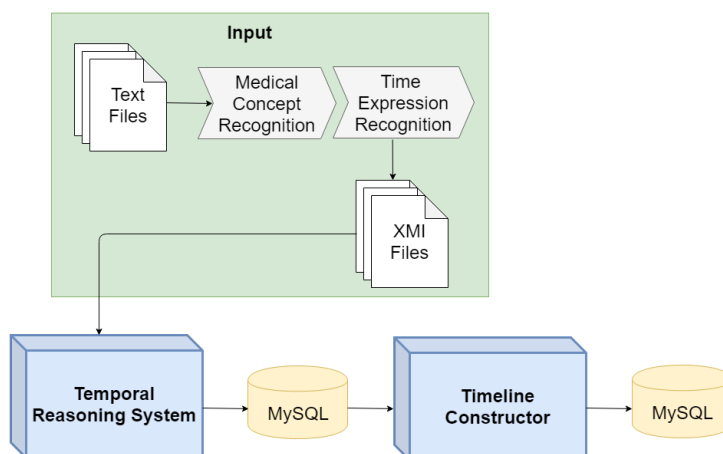 Input
Text
Files
Medical
Concept
Recognition
Time
Expression
Recognition
XMI
Files
Temporal
Reasoning System
MySQL
Timeline
Constructor
MySQL